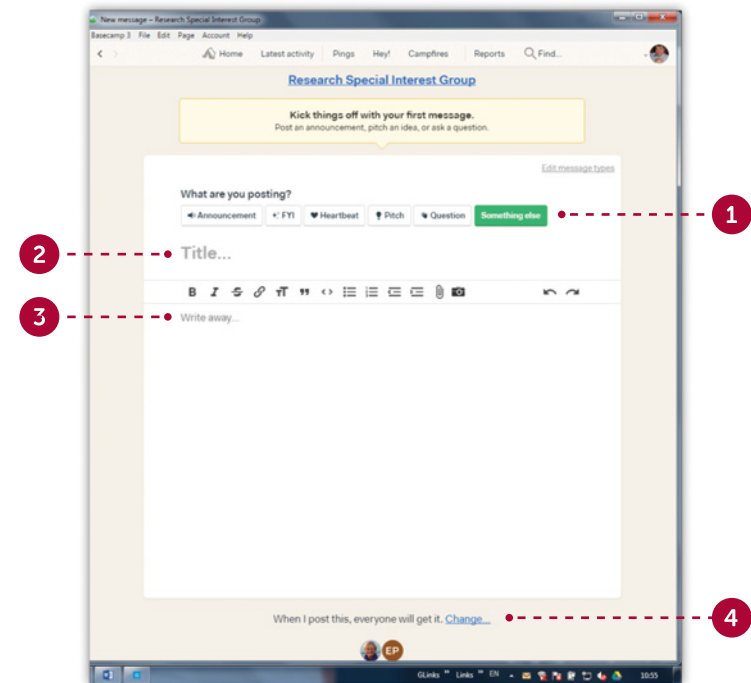 New message – Research Special Interest Group
Basecamp 3 File Edit Page Account Help
Home Latest activity Pings Hey! Campfires Reports Find...
Research Special Interest Group
Kick things off with your first message.
Post an announcement, pitch an idea, or ask a question.
Edit message types
What are you posting?
Announcement FYI Heartbeat Pitch Question Something else
1
2
Title...
B I S
3
Write away...
When I post this, everyone will get it. Change...
4
EP
GLinks » Links » EN 10:55